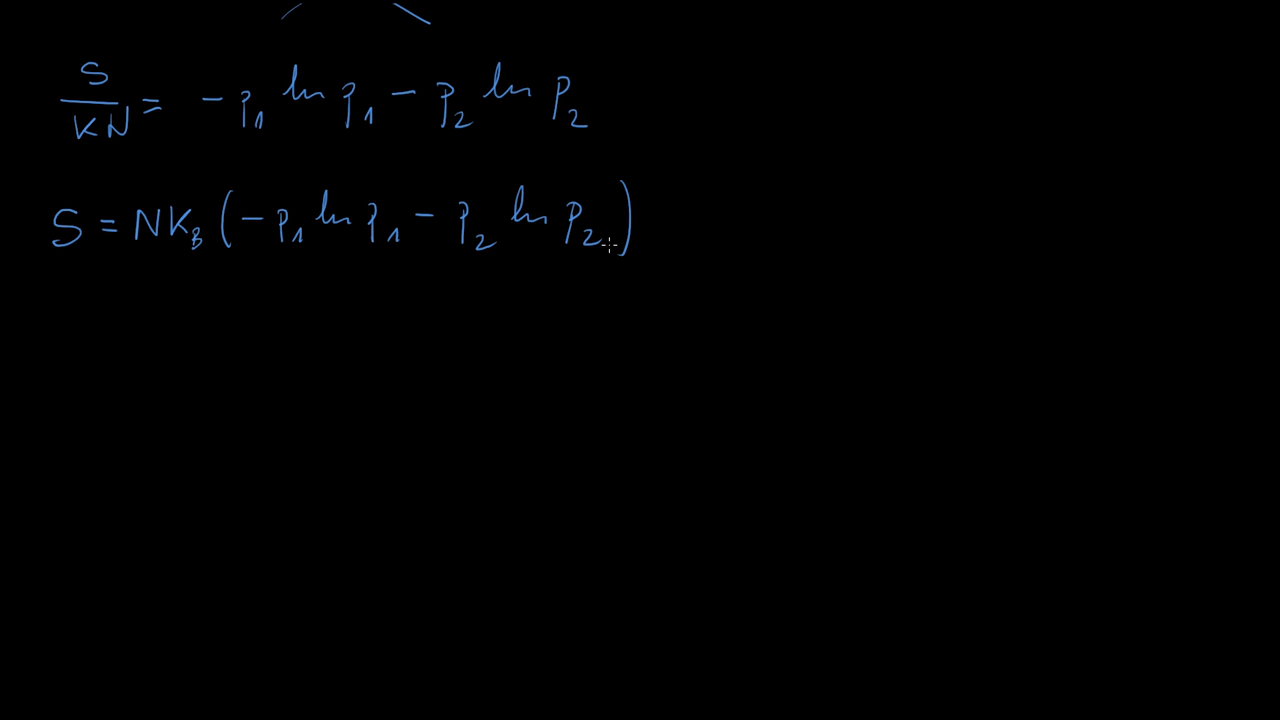 S/KN = -p₁ ln p₁ - p₂ ln p₂
S = NK_B (-p₁ ln p₁ - p₂ ln p₂)